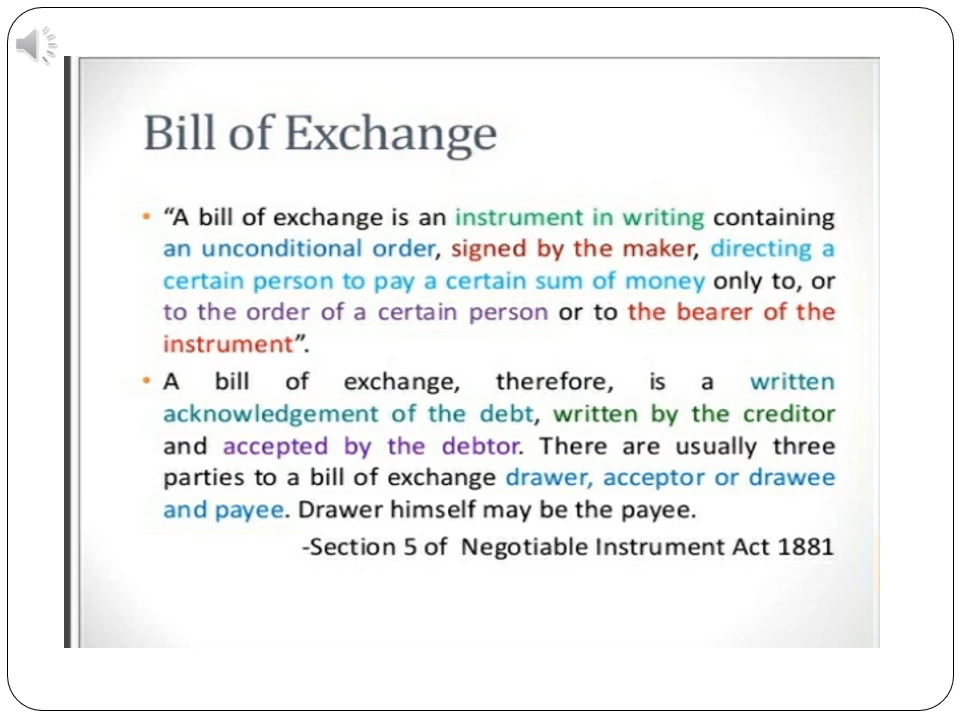 Bill of Exchange
• “A bill of exchange is an instrument in writing containing
an unconditional order, signed by the maker, directing a
certain person to pay a certain sum of money only to, or
to the order of a certain person or to the bearer of the
instrument”.
• A bill of exchange, therefore, is a written
acknowledgement of the debt, written by the creditor
and accepted by the debtor. There are usually three
parties to a bill of exchange drawer, acceptor or drawee
and payee. Drawer himself may be the payee.
-Section 5 of Negotiable Instrument Act 1881